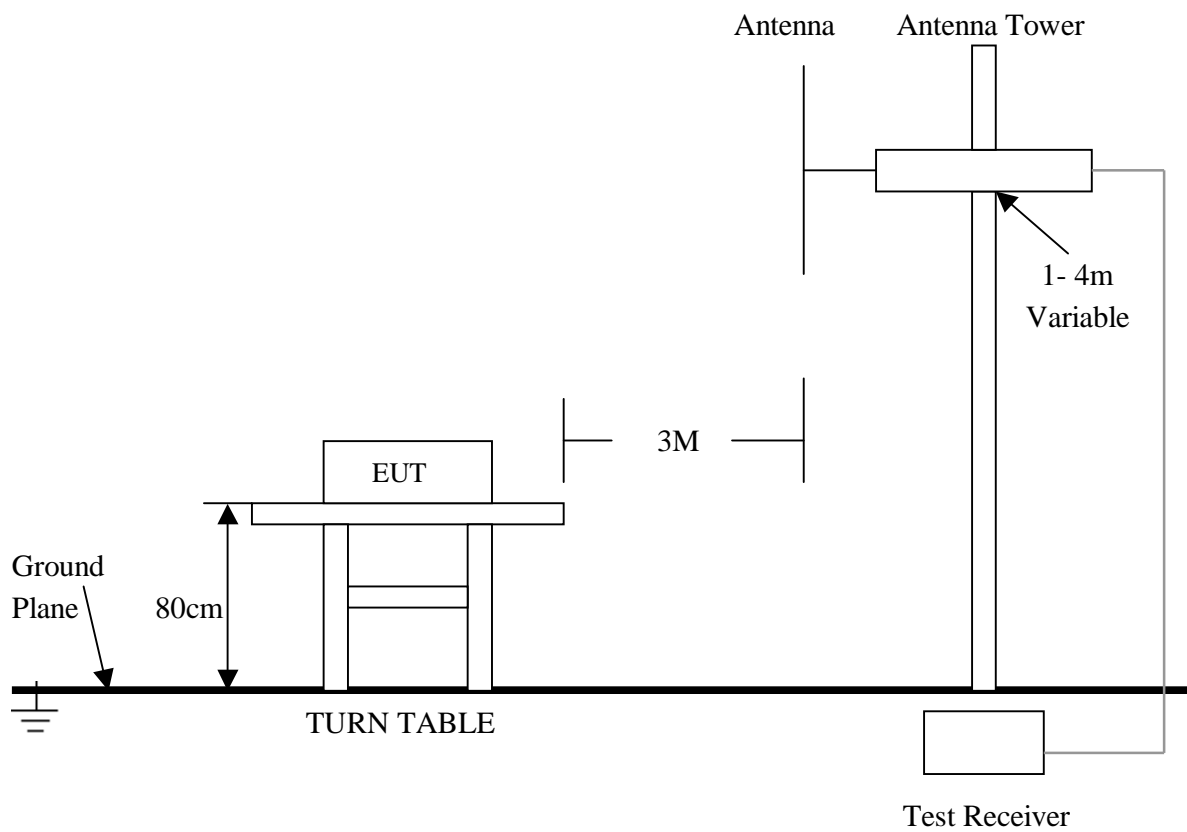 Antenna Antenna Tower
1- 4m
Variable
3M
EUT
Ground
Plane
80cm
TURN TABLE
Test Receiver